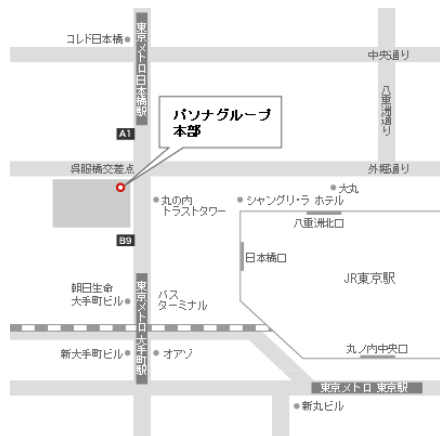 コレド日本橋
東京メトロ日本橋駅
中央通り
八重洲通り
パソナグループ
本部
A1
呉服橋交差点
外堀通り
大丸
丸の内
トラストタワー
シャングリ・ラ ホテル
八重洲北口
B9
日本橋口
JR東京駅
朝日生命
大手町ビル
東京メトロ大手町駅
バス
ターミナル
新大手町ビル
オアゾ
丸ノ内中央口
東京メトロ 東京駅
新丸ビル